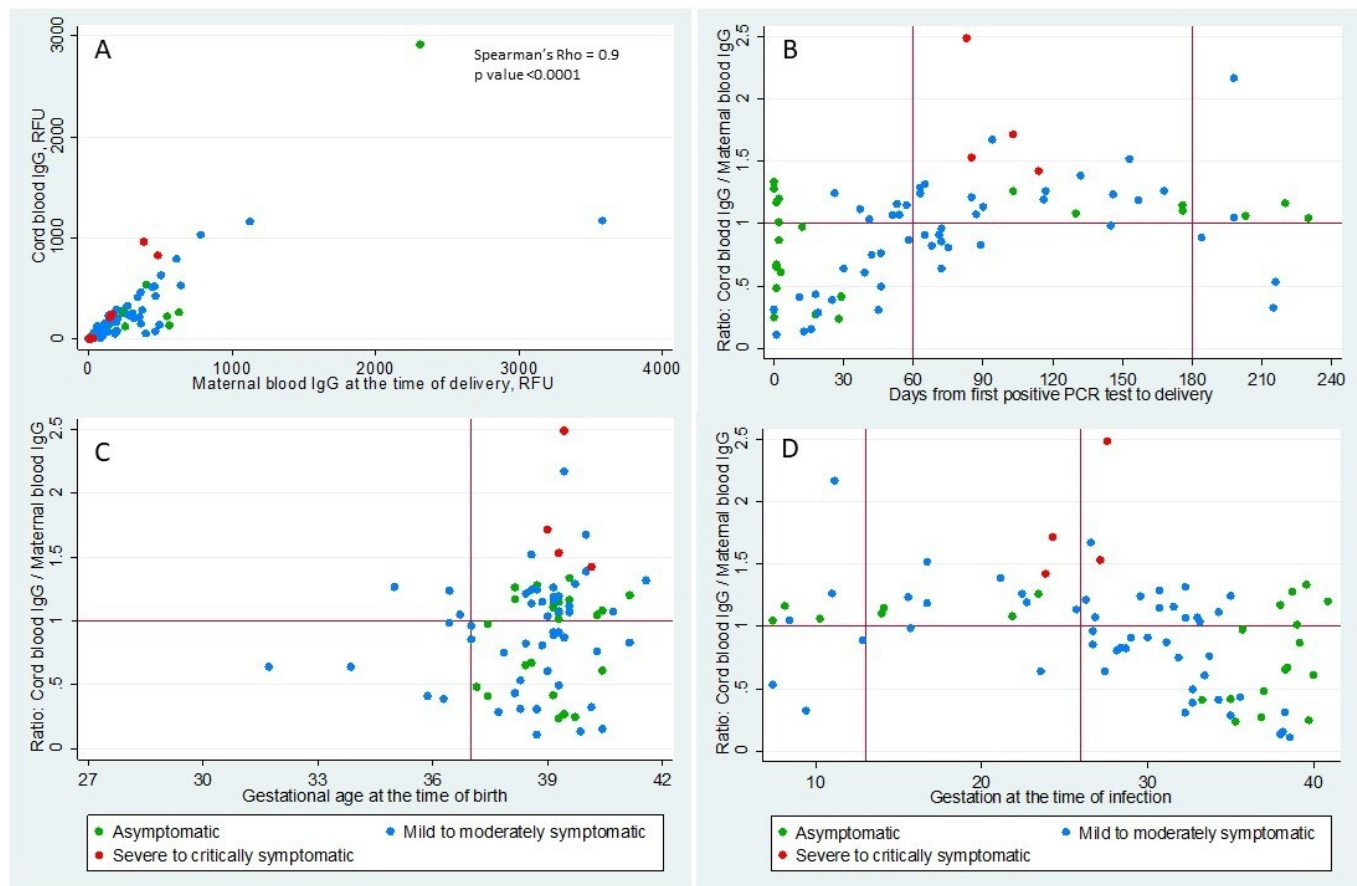 A
Spearman's Rho = 0.9
p value <0.0001
Cord blood IgG, RFU
3000
2000
1000
0
0 1000 2000 3000 4000
Maternal blood IgG at the time of delivery, RFU
B
Ratio: Cord blood IgG / Maternal blood IgG
2.5
2
1.5
1
.5
0
0 30 60 90 120 150 180 210 240
Days from first positive PCR test to delivery
C
Ratio: Cord blood IgG / Maternal blood IgG
2.5
2
1.5
1
.5
0
27 30 33 36 39 42
Gestational age at the time of birth
Asymptomatic Mild to moderately symptomatic
Severe to critically symptomatic
D
Ratio: Cord blood IgG / Maternal blood IgG
2.5
2
1.5
1
.5
0
10 20 30 40
Gestation at the time of infection
Asymptomatic Mild to moderately symptomatic
Severe to critically symptomatic